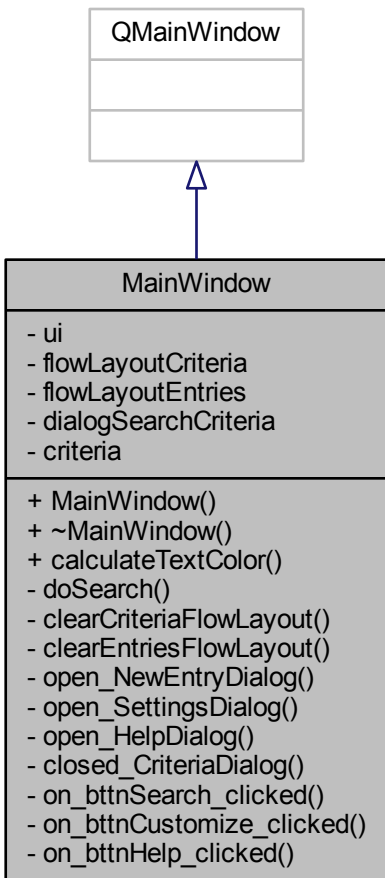 QMainWindow
MainWindow
- ui
- flowLayoutCriteria
- flowLayoutEntries
- dialogSearchCriteria
- criteria
+ MainWindow()
+ ~MainWindow()
+ calculateTextColor()
- doSearch()
- clearCriteriaFlowLayout()
- clearEntriesFlowLayout()
- open_NewEntryDialog()
- open_SettingsDialog()
- open_HelpDialog()
- closed_CriteriaDialog()
- on_bttnSearch_clicked()
- on_bttnCustomize_clicked()
- on_bttnHelp_clicked()